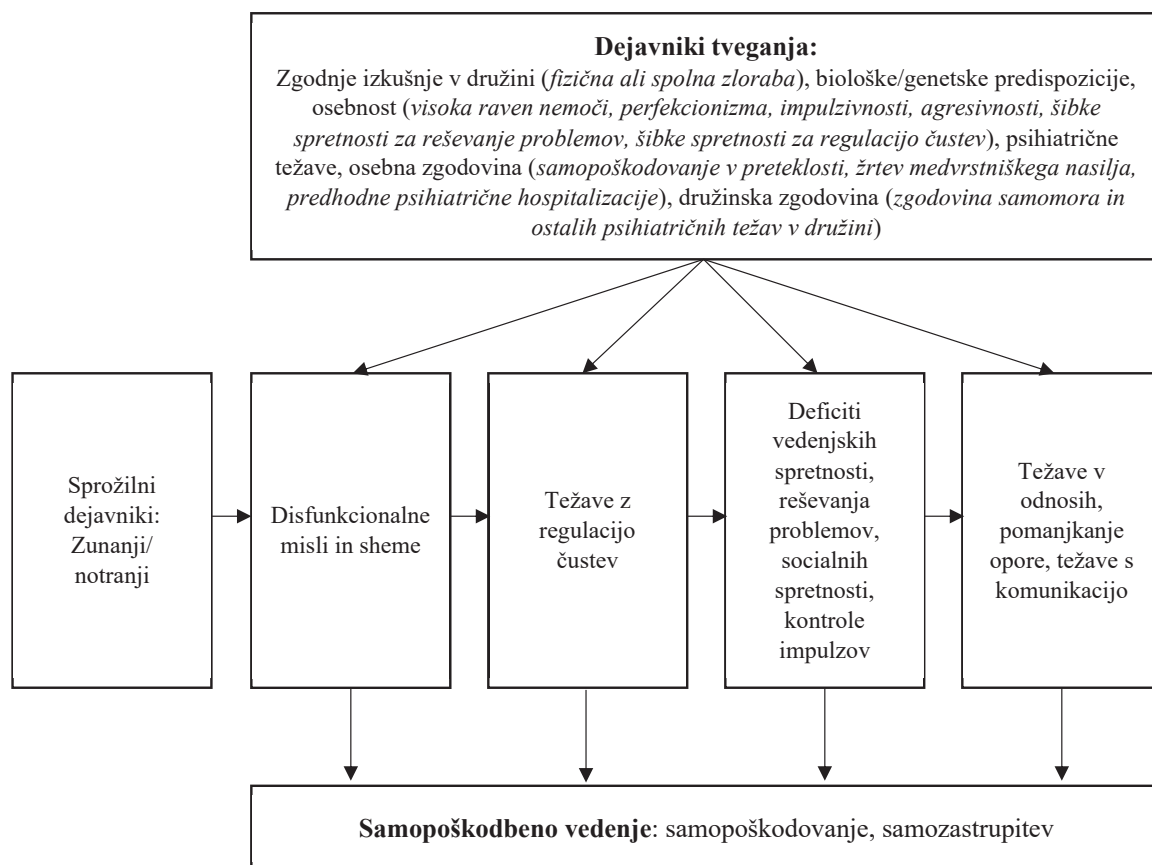 Dejavniki tveganja:
Zgodnje izkušnje v družini (fizična ali spolna zloraba), biološke/genetske predispozicije,
osebnost (visoka raven nemoči, perfekcionizma, impulzivnosti, agresivnosti, šibke
spretnosti za reševanje problemov, šibke spretnosti za regulacijo čustev), psihiatrične
težave, osebna zgodovina (samopoškodovanje v preteklosti, žrtev medvrstniškega nasilja,
predhodne psihiatrične hospitalizacije), družinska zgodovina (zgodovina samomora in
ostalih psihiatričnih težav v družini)
Sprožilni
dejavniki:
Zunanji/
notranji
Disfunkcionalne
misli in sheme
Težave z
regulacijo
čustev
Deficiti
vedenjskih
spretnosti,
reševanja
problemov,
socialnih
spretnosti,
kontrole
impulzov
Težave v
odnosih,
pomanjkanje
opore, težave s
komunikacijo
Samopoškodbeno vedenje: samopoškodovanje, samozastrupitev